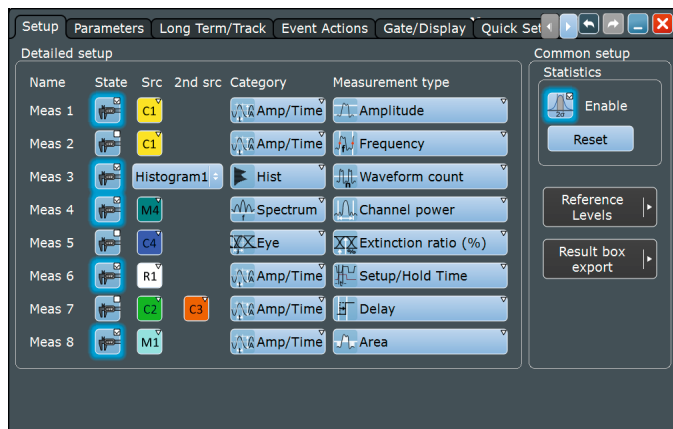 Setup Parameters Long Term/Track Event Actions Gate/Display Quick Set
Detailed setup
Common setup
Name State Src 2nd src Category Measurement type
Statistics
Meas 1 C1 Amp/Time Amplitude
2σ Enable
Meas 2 C1 Amp/Time Frequency
Reset
Meas 3 Histogram1 Hist Waveform count
Meas 4 M4 Spectrum Channel power
Reference
Levels
Meas 5 C4 Eye Extinction ratio (%)
Result box
export
Meas 6 R1 Amp/Time Setup/Hold Time
Meas 7 C2 C3 Amp/Time Delay
Meas 8 M1 Amp/Time Area